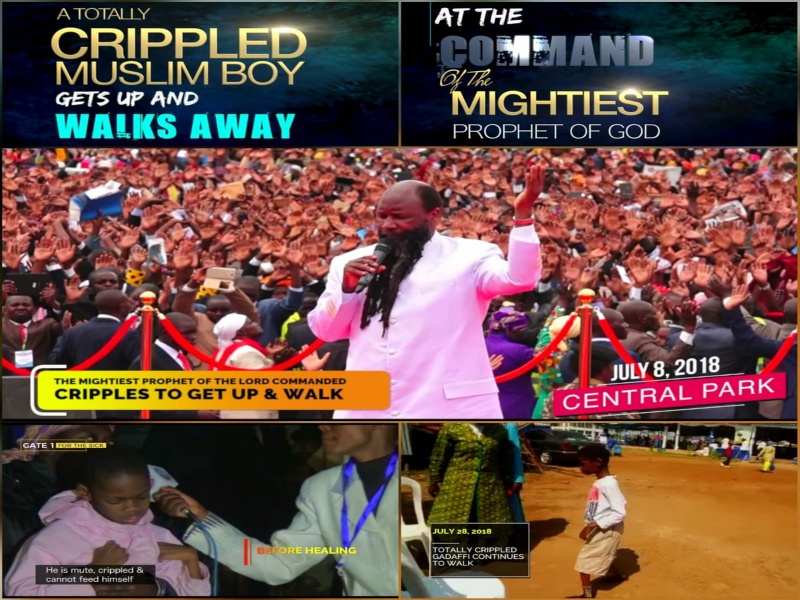 A TOTALLY
CRIPPLED
MUSLIM BOY
GETS UP AND
WALKS AWAY
AT THE
COMMAND
Of The
MIGHTIEST
PROPHET OF GOD
THE MIGHTIEST PROPHET OF THE LORD COMMANDED
CRIPPLES TO GET UP & WALK
JULY 8, 2018
CENTRAL PARK
GATE 1 FOR THE SICK
BEFORE HEALING
He is mute, crippled &
cannot feed himself
JULY 28, 2018
TOTALLY CRIPPLED
GADAFFI CONTINUES
TO WALK